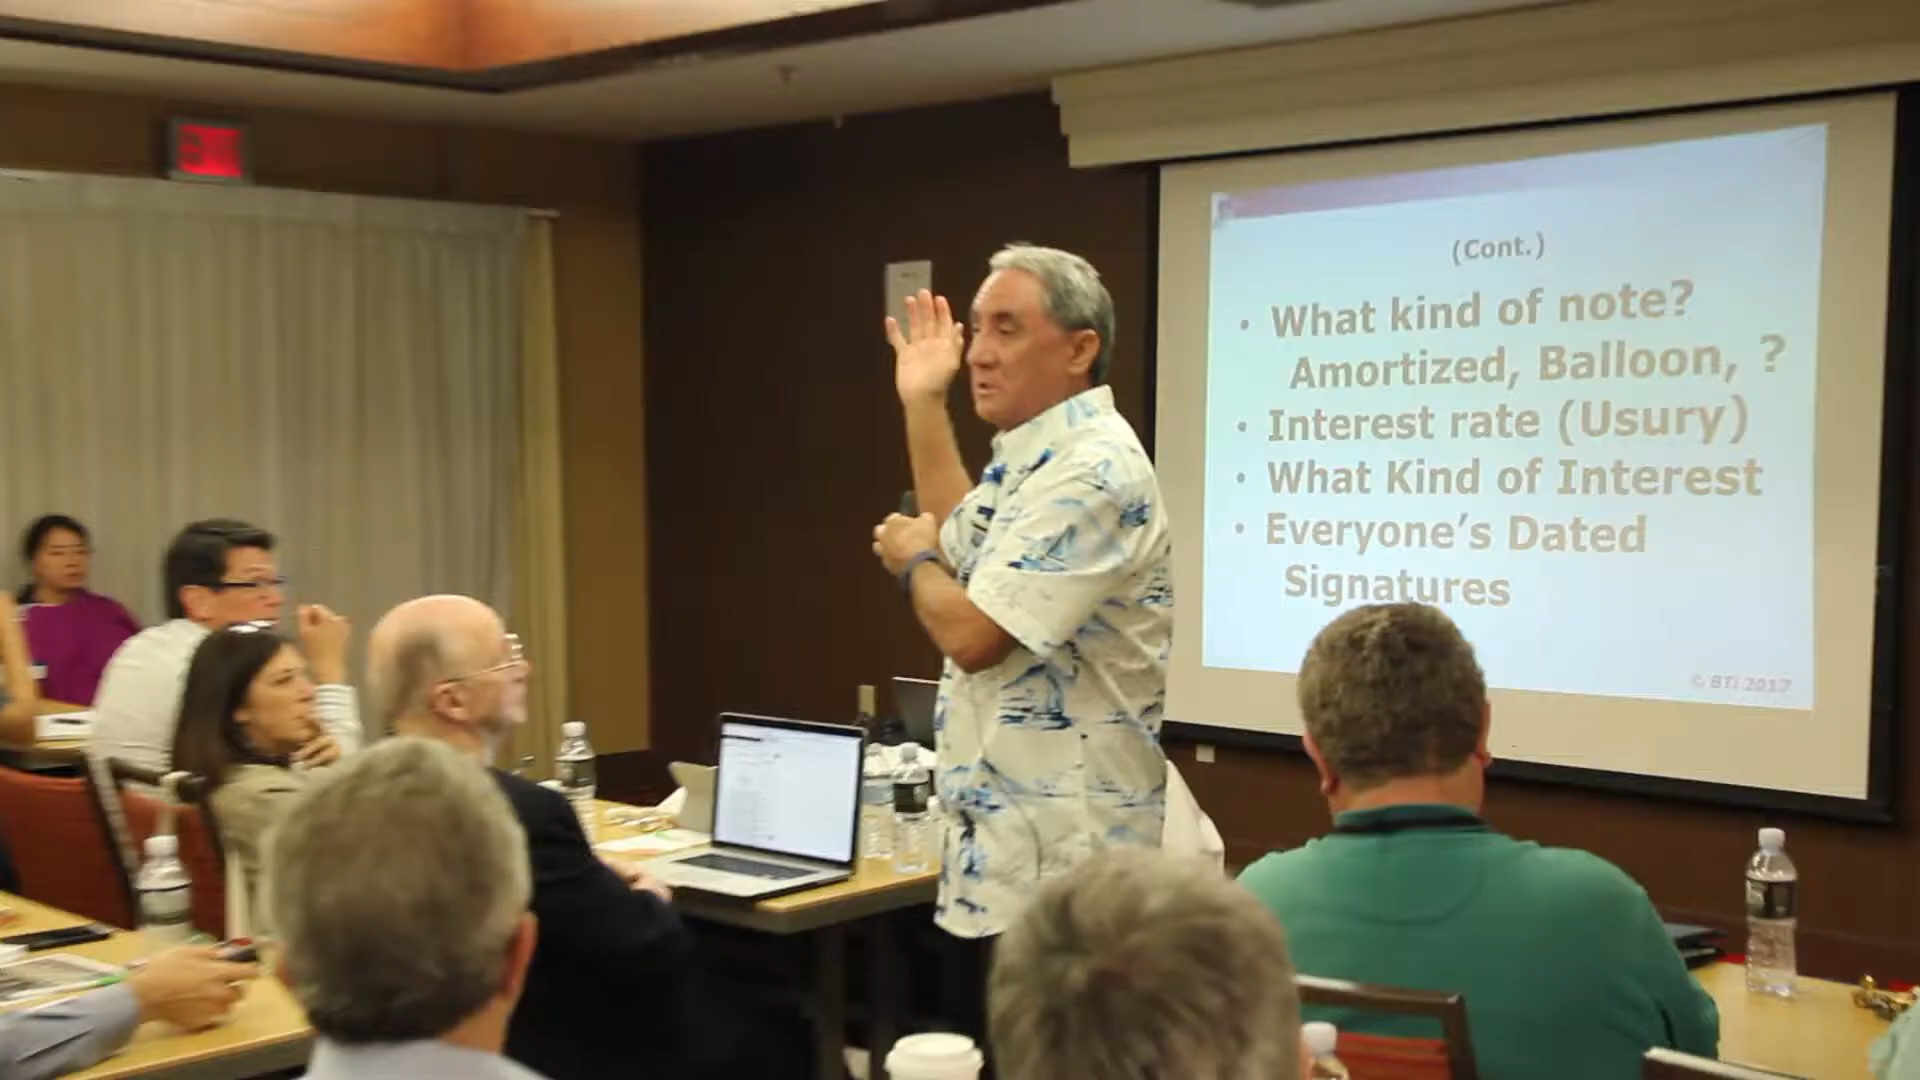 EXIT
(Cont.)
• What kind of note?
Amortized, Balloon, ?
• Interest rate (Usury)
• What Kind of Interest
• Everyone’s Dated
Signatures
© BTI 2017